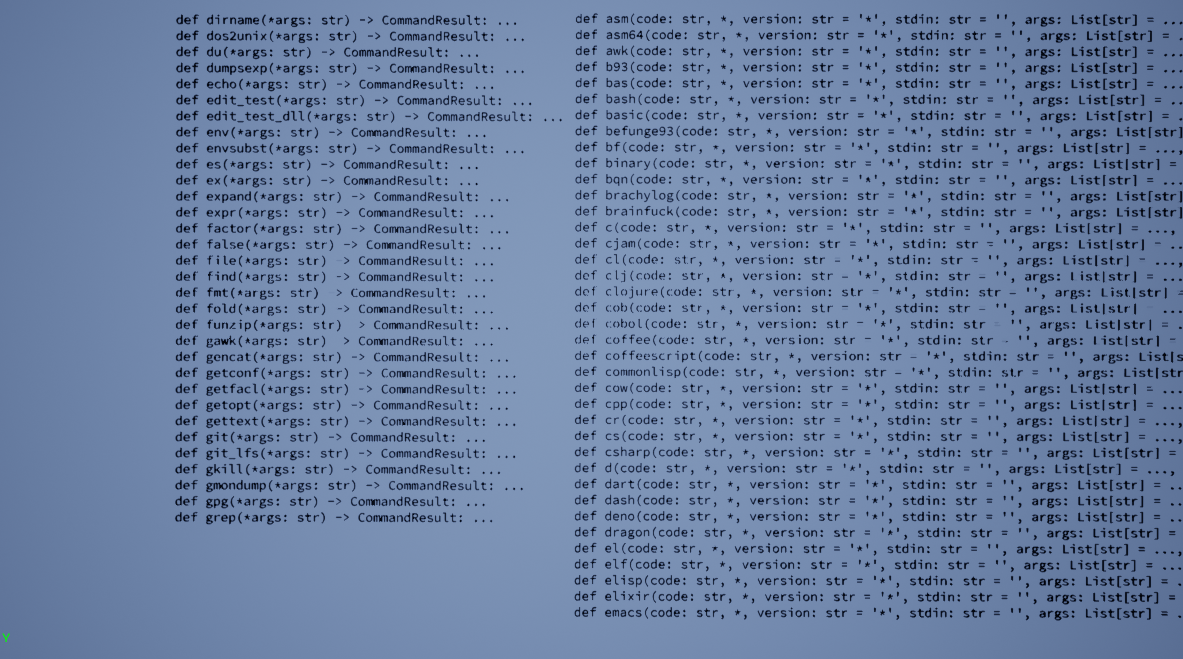 def dirname(*args: str) -> CommandResult: ...
def dos2unix(*args: str) -> CommandResult: ...
def du(*args: str) -> CommandResult: ...
def dumpsexp(*args: str) -> CommandResult: ...
def echo(*args: str) -> CommandResult: ...
def edit_test(*args: str) -> CommandResult: ...
def edit_test_dll(*args: str) -> CommandResult: ...
def env(*args: str) -> CommandResult: ...
def envsubst(*args: str) -> CommandResult: ...
def es(*args: str) -> CommandResult: ...
def ex(*args: str) -> CommandResult: ...
def expand(*args: str) -> CommandResult: ...
def expr(*args: str) -> CommandResult: ...
def factor(*args: str) -> CommandResult: ...
def false(*args: str) -> CommandResult: ...
def file(*args: str) -> CommandResult: ...
def find(*args: str) -> CommandResult: ...
def fmt(*args: str) -> CommandResult: ...
def fold(*args: str) -> CommandResult: ...
def funzip(*args: str) -> CommandResult: ...
def gawk(*args: str) -> CommandResult: ...
def gencat(*args: str) -> CommandResult: ...
def getconf(*args: str) -> CommandResult: ...
def getfacl(*args: str) -> CommandResult: ...
def getopt(*args: str) -> CommandResult: ...
def gettext(*args: str) -> CommandResult: ...
def git(*args: str) -> CommandResult: ...
def git_lfs(*args: str) -> CommandResult: ...
def gkill(*args: str) -> CommandResult: ...
def gmondump(*args: str) -> CommandResult: ...
def gpg(*args: str) -> CommandResult: ...
def grep(*args: str) -> CommandResult: ...
def asm(code: str, *, version: str = '*', stdin: str = '', args: List[str] = ...
def asm64(code: str, *, version: str = '*', stdin: str = '', args: List[str] = .
def awk(code: str, *, version: str = '*', stdin: str = '', args: List[str] = ...
def b93(code: str, *, version: str = '*', stdin: str = '', args: List[str] = ...
def bas(code: str, *, version: str = '*', stdin: str = '', args: List[str] = ...
def bash(code: str, *, version: str = '*', stdin: str = '', args: List[str] = ..
def basic(code: str, *, version: str = '*', stdin: str = '', args: List[str] = .
def befunge93(code: str, *, version: str = '*', stdin: str = '', args: List[str]
def bf(code: str, *, version: str = '*', stdin: str = '', args: List[str] = ...,
def binary(code: str, *, version: str = '*', stdin: str = '', args: List[str] =
def bqn(code: str, *, version: str = '*', stdin: str = '', args: List[str] = ...
def brachylog(code: str, *, version: str = '*', stdin: str = '', args: List[str]
def brainfuck(code: str, *, version: str = '*', stdin: str = '', args: List[str]
def c(code: str, *, version: str = '*', stdin: str = '', args: List[str] = ...,
def cjam(code: str, *, version: str = '*', stdin: str = '', args: List[str] = ..
def cl(code: str, *, version: str = '*', stdin: str = '', args: List[str] = ...,
def clj(code: str, *, version: str = '*', stdin: str = '', args: List[str] = ...
def clojure(code: str, *, version: str = '*', stdin: str = '', args: List[str] =
def cob(code: str, *, version: str = '*', stdin: str = '', args: List[str] = ...
def cobol(code: str, *, version: str = '*', stdin: str = '', args: List[str] = .
def coffee(code: str, *, version: str = '*', stdin: str = '', args: List[str] =
def coffeescript(code: str, *, version: str = '*', stdin: str = '', args: List[s
def commonlisp(code: str, *, version: str = '*', stdin: str = '', args: List[str
def cow(code: str, *, version: str = '*', stdin: str = '', args: List[str] = ...
def cpp(code: str, *, version: str = '*', stdin: str = '', args: List[str] = ...
def cr(code: str, *, version: str = '*', stdin: str = '', args: List[str] = ...,
def cs(code: str, *, version: str = '*', stdin: str = '', args: List[str] = ...,
def csharp(code: str, *, version: str = '*', stdin: str = '', args: List[str] =
def d(code: str, *, version: str = '*', stdin: str = '', args: List[str] = ...,
def dart(code: str, *, version: str = '*', stdin: str = '', args: List[str] = ..
def dash(code: str, *, version: str = '*', stdin: str = '', args: List[str] = ..
def deno(code: str, *, version: str = '*', stdin: str = '', args: List[str] = ..
def dragon(code: str, *, version: str = '*', stdin: str = '', args: List[str] =
def el(code: str, *, version: str = '*', stdin: str = '', args: List[str] = ...,
def elf(code: str, *, version: str = '*', stdin: str = '', args: List[str] = ...
def elisp(code: str, *, version: str = '*', stdin: str = '', args: List[str] = .
def elixir(code: str, *, version: str = '*', stdin: str = '', args: List[str] =
def emacs(code: str, *, version: str = '*', stdin: str = '', args: List[str] = .
Y